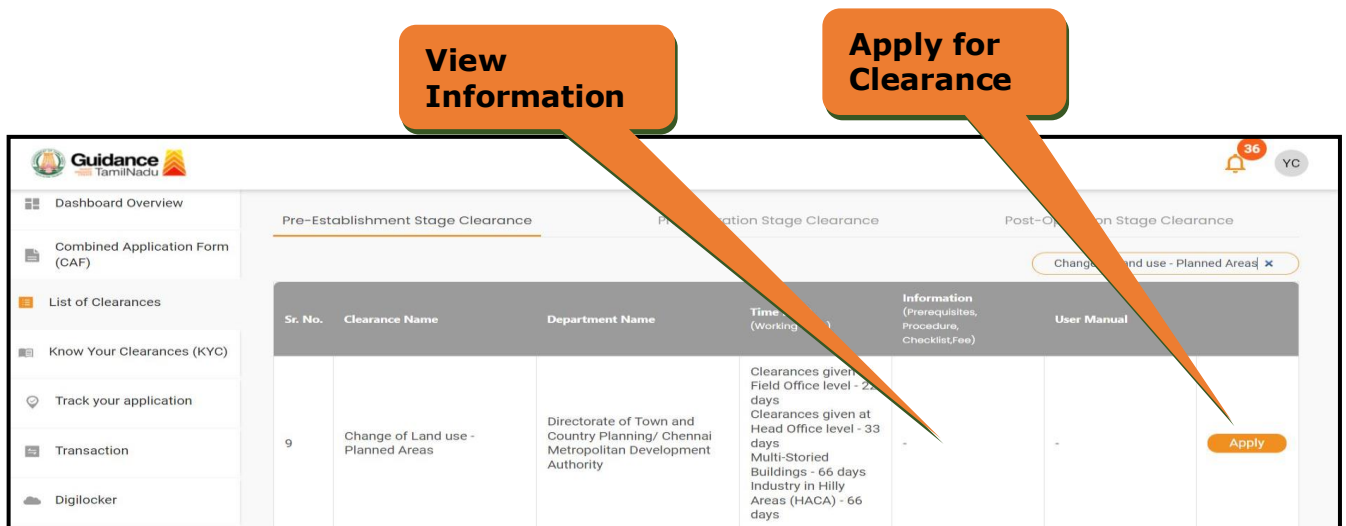 View
Information
Apply for
Clearance
Guidance
TamilNadu
36
YC
Dashboard Overview
Combined Application Form
(CAF)
List of Clearances
Know Your Clearances (KYC)
Track your application
Transaction
Digilocker
Pre-Establishment Stage Clearance
Stage Clearance
Stage Clearance
Change
use - Planned Areas ×
Sr. No.
Clearance Name
Department Name
Time
(Working
Information
(Prerequisites,
Procedure,
Checklist,Fee)
User Manual
9
Change of Land use -
Planned Areas
Directorate of Town and
Country Planning/ Chennai
Metropolitan Development
Authority
Clearances given
Field Office level -
days
Clearances given at
Head Office level - 33
days
Multi-Storied
Buildings - 66 days
Industry in Hilly
Areas (HACA) - 66
days
-
-
Apply